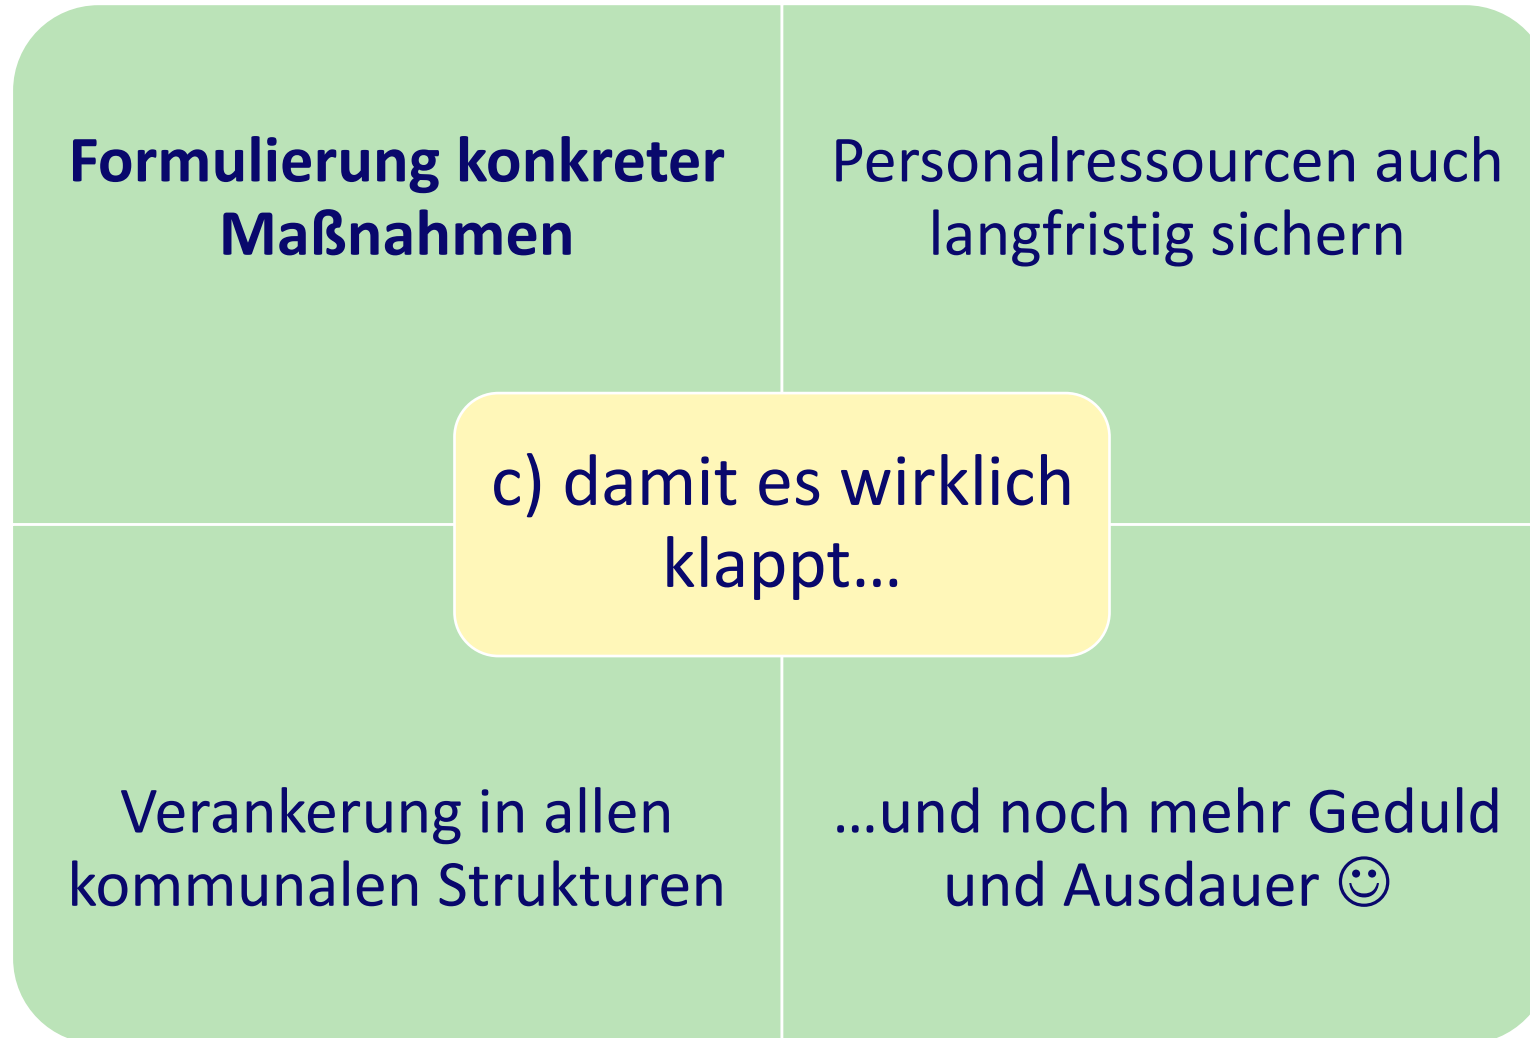 Formulierung konkreter
Maßnahmen
Personalressourcen auch
langfristig sichern
c) damit es wirklich
klappt…
Verankerung in allen
kommunalen Strukturen
…und noch mehr Geduld
und Ausdauer ☺